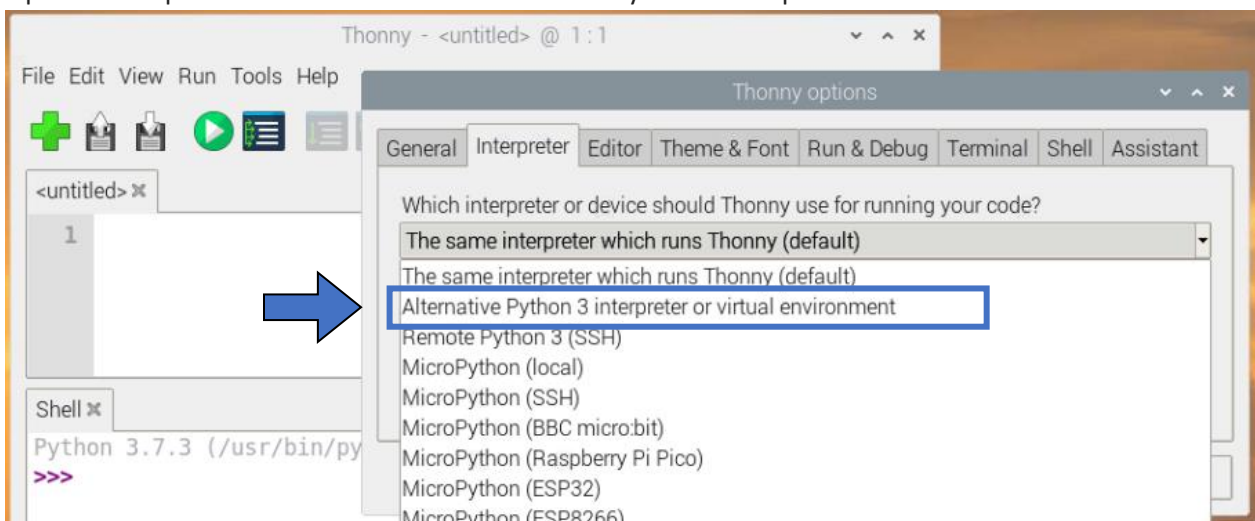 Thonny - <untitled> @ 1:1
File Edit View Run Tools Help
Thonny options
General Interpreter Editor Theme & Font Run & Debug Terminal Shell Assistant
<untitled>
Which interpreter or device should Thonny use for running your code?
1
The same interpreter which runs Thonny (default)
The same interpreter which runs Thonny (default)
Alternative Python 3 interpreter or virtual environment
Remote Python 3 (SSH)
MicroPython (local)
MicroPython (SSH)
Shell
MicroPython (BBC micro:bit)
Python 3.7.3 (/usr/bin/py
MicroPython (Raspberry Pi Pico)
>>>
MicroPython (ESP32)
MicroPython (ESP8266)